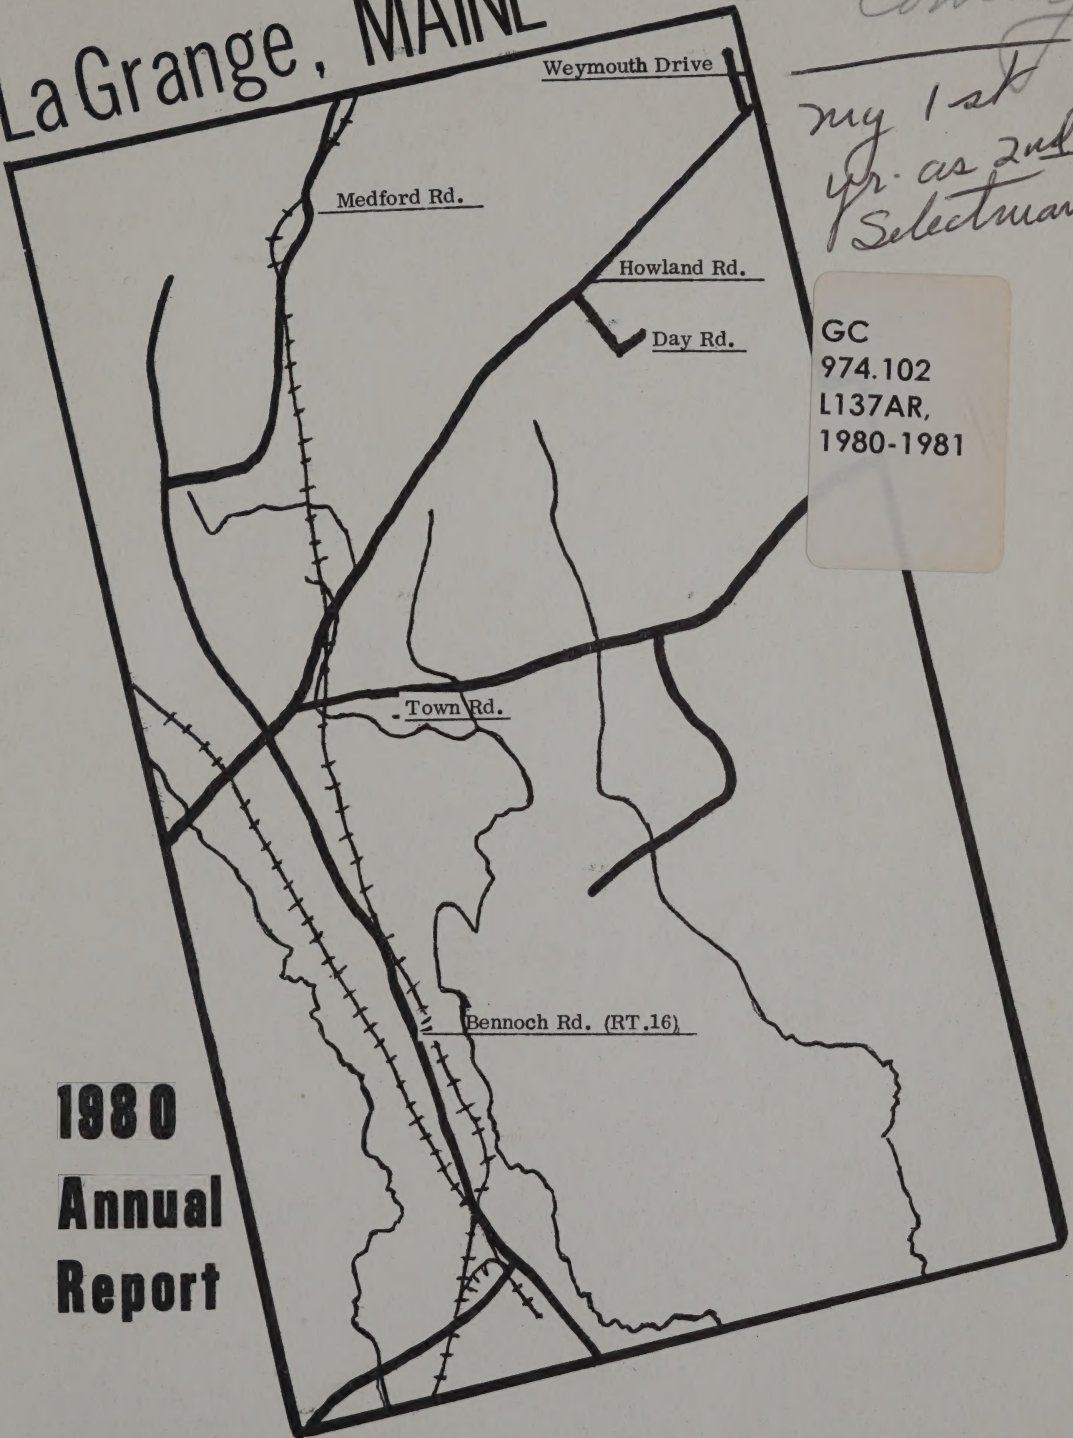 LaGrange, MAINE
Weymouth Drive
my 1st
yr. as 2nd
Selectman
Medford Rd.
Howland Rd.
Day Rd.
GC
974.102
L137AR,
1980-1981
Town Rd.
Bennoch Rd. (RT.16)
1980
Annual
Report